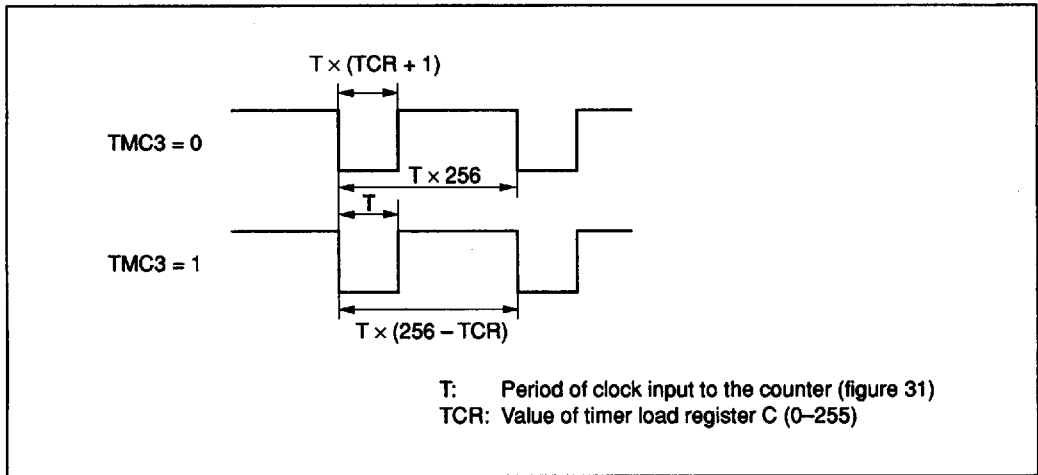 T × (TCR + 1)
TMC3 = 0
T × 256
T
TMC3 = 1
T × (256 – TCR)
T: Period of clock input to the counter (figure 31)
TCR: Value of timer load register C (0–255)